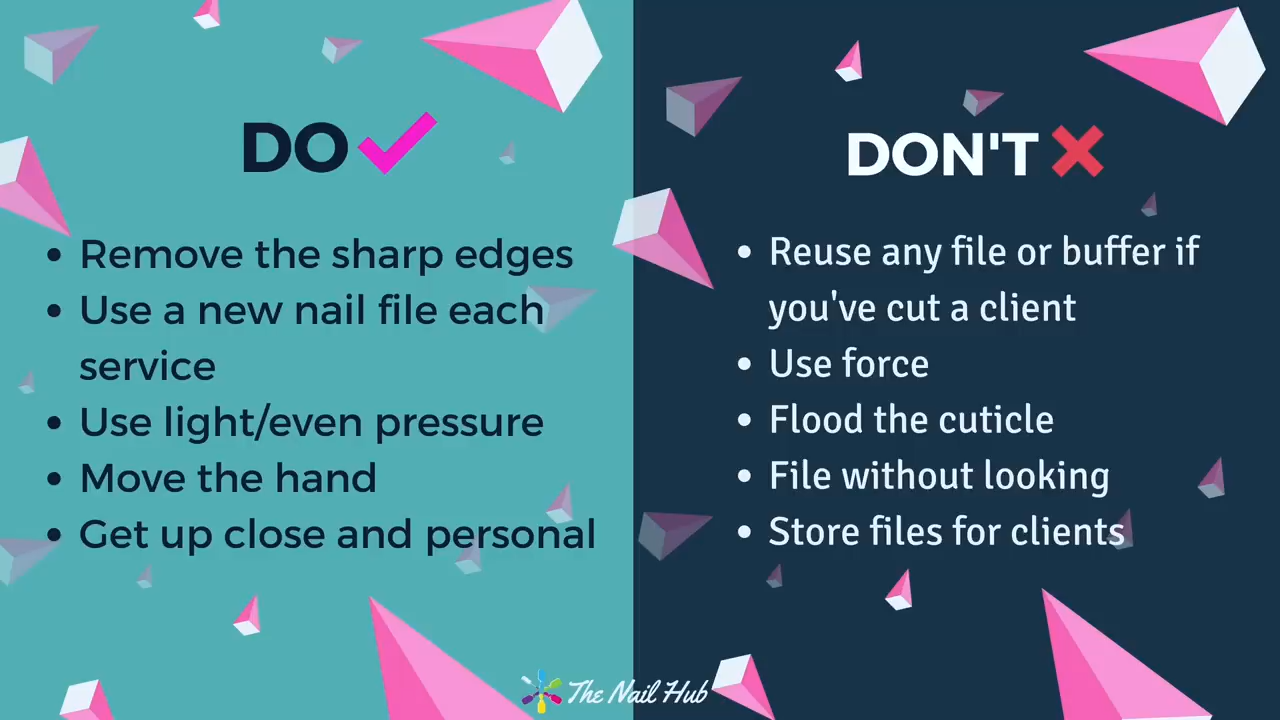 DO
• Remove the sharp edges
• Use a new nail file each
service
• Use light/even pressure
• Move the hand
• Get up close and personal
DON'T
• Reuse any file or buffer if
you've cut a client
• Use force
• Flood the cuticle
• File without looking
• Store files for clients
The Nail Hub